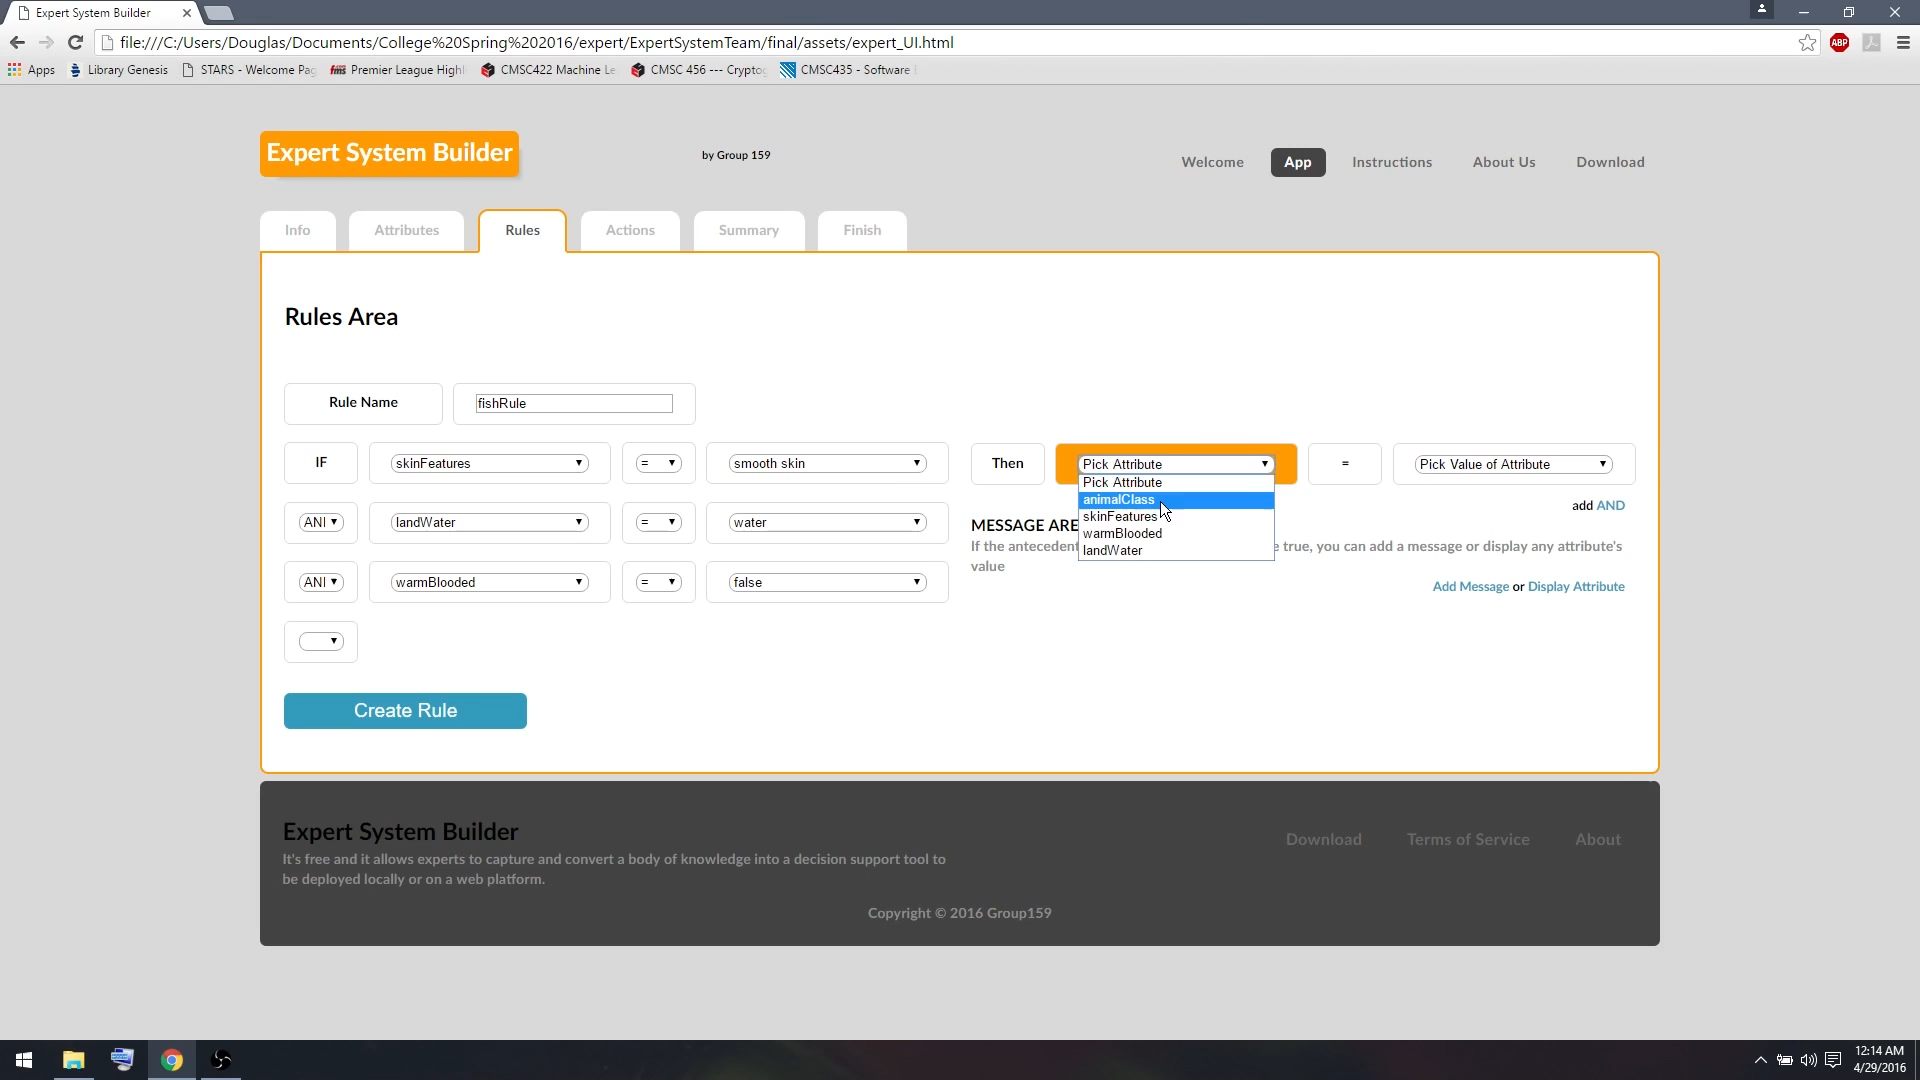 Expert System Builder
file:///C:/Users/Douglas/Documents/College%20Spring%202016/expert/ExpertSystemTeam/final/assets/expert_UI.html
ABP
Apps
Library Genesis
STARS - Welcome Pag
Premier League Highl
CMSC422 Machine Le
CMSC 456 --- Cryptog
CMSC435 - Software
Expert System Builder
by Group 159
Welcome
App
Instructions
About Us
Download
Info
Attributes
Rules
Actions
Summary
Finish
Rules Area
Rule Name
fishRule
IF
skinFeatures
=
smooth skin
Then
Pick Attribute
=
Pick Value of Attribute
Pick Attribute
animalClass
skinFeatures
warmBlooded
landWater
add AND
ANI
landWater
=
water
MESSAGE ARE
If the antecedent
e true, you can add a message or display any attribute's
value
ANI
warmBlooded
=
false
Add Message or Display Attribute
Create Rule
Expert System Builder
It's free and it allows experts to capture and convert a body of knowledge into a decision support tool to
be deployed locally or on a web platform.
Download
Terms of Service
About
Copyright © 2016 Group159
12:14 AM
4/29/2016